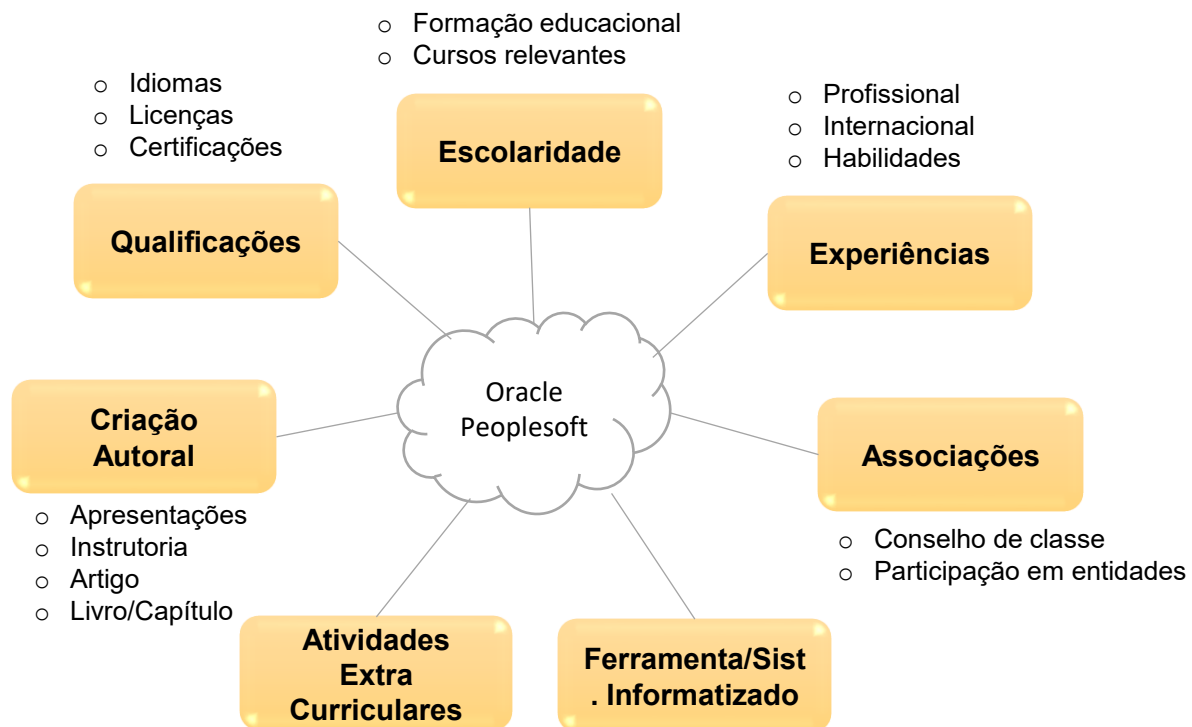 o Formação educacional
o Cursos relevantes
Escolaridade
o Idiomas
o Licenças
o Certificações
Qualificações
o Profissional
o Internacional
o Habilidades
Experiências
Oracle
Peoplesoft
Criação
Autoral
o Apresentações
o Instrutoria
o Artigo
o Livro/Capítulo
Associações
o Conselho de classe
o Participação em entidades
Atividades
Extra
Curriculares
Ferramenta/Sist
. Informatizado